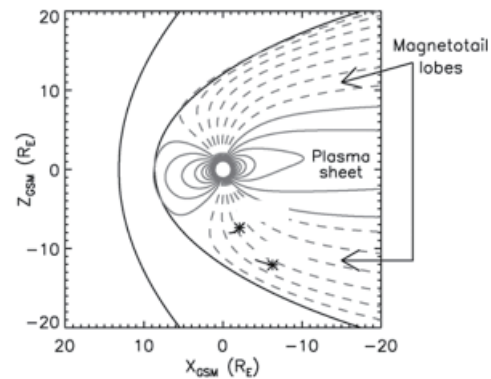 20
10
0
-10
-20
Z_GSM (R_E)
20
10
0
-10
-20
X_GSM (R_E)
Magnetotail
lobes
Plasma
sheet